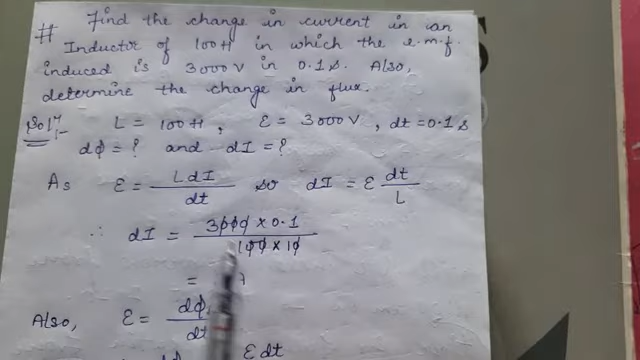 # Find the change in current in an
Inductor of 100H in which the e.m.f.
induced is 3000V in 0.1s. Also,
determine the change in flux.
Solⁿ:- L = 100H, ε = 3000V, dt = 0.1s
dϕ = ? and dI = ?
As ε = LdI/dt so dI = ε dt/L
∴ dI = 3000 × 0.1 / 100 × 10
=
Also, ε = dϕ/dt
εdt